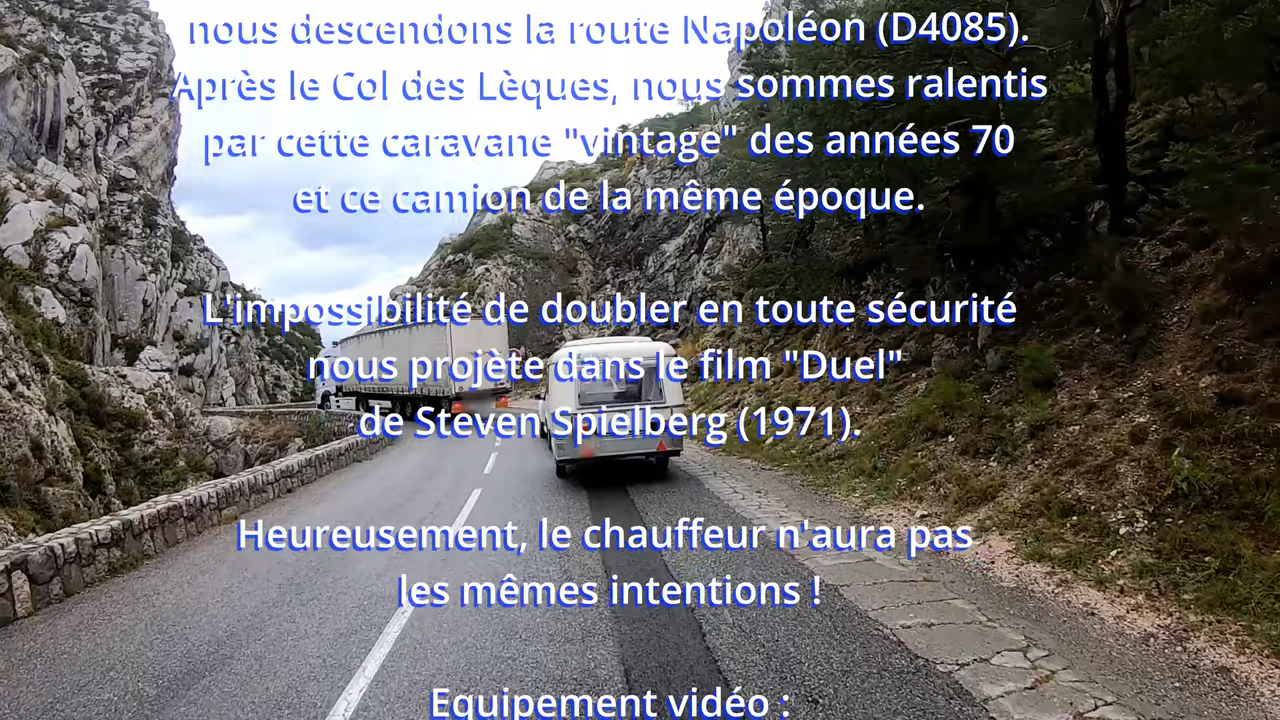 nous descendons la route Napoléon (D4085).
Après le Col des Lèques, nous sommes ralentis
par cette caravane "vintage" des années 70
et ce camion de la même époque.
L'impossibilité de doubler en toute sécurité
nous projète dans le film "Duel"
de Steven Spielberg (1971).
Heureusement, le chauffeur n'aura pas
les mêmes intentions !
Equipement vidéo :